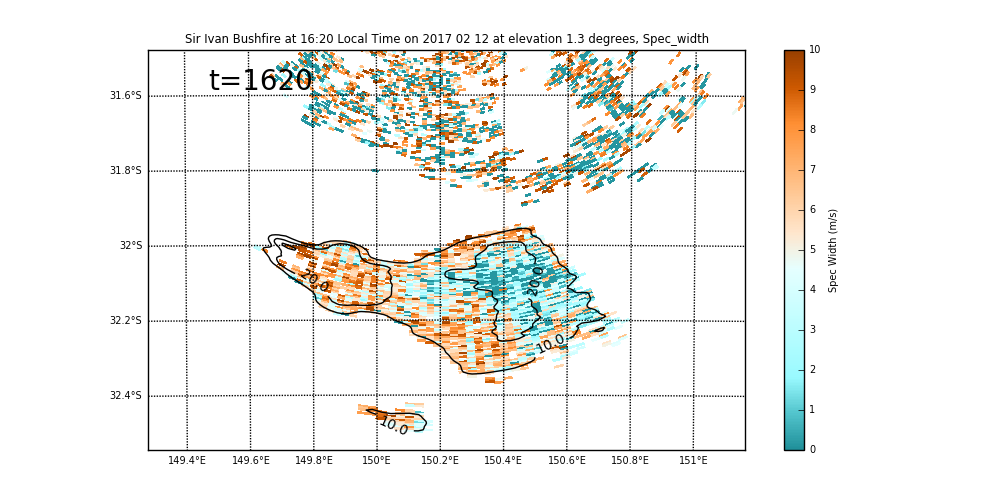 Sir Ivan Bushfire at 16:20 Local Time on 2017 02 12 at elevation 1.3 degrees, Spec_width
t=1620
31.6°S
31.8°S
32°S
32.2°S
32.4°S
20.0
20.0
10.0
10.0
149.4°E 149.6°E 149.8°E 150°E 150.2°E 150.4°E 150.6°E 150.8°E 151°E
10
9
8
7
6
5
4
3
2
1
0
Spec Width (m/s)